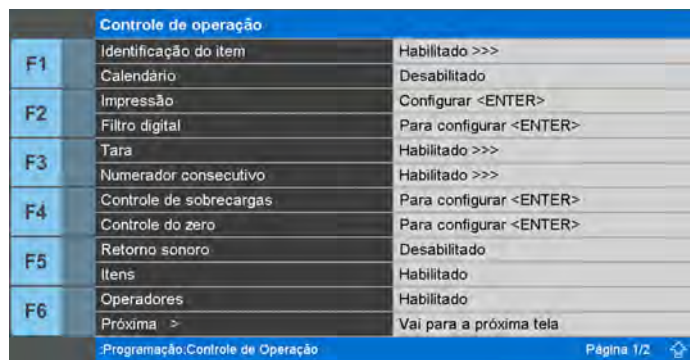 Controle de operação
F1
Identificação do item Habilitado >>>
Calendário Desabilitado
F2
Impressão Configurar <ENTER>
Filtro digital Para configurar <ENTER>
F3
Tara Habilitado >>>
Numerador consecutivo Habilitado >>>
F4
Controle de sobrecargas Para configurar <ENTER>
Controle do zero Para configurar <ENTER>
F5
Retorno sonoro Desabilitado
Itens Habilitado
F6
Operadores Habilitado
Próxima > Vai para a próxima tela
:Programação:Controle de Operação Página 1/2